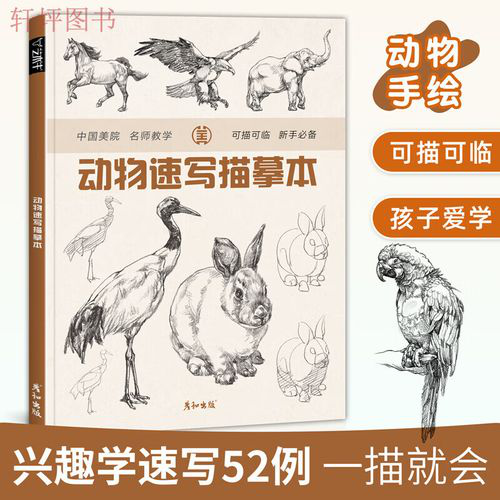 轩坪图书
动物
手绘
中国美院 名师教学
美
可描可临 新手必备
动物速写描摹本
动物速写描摹本
可描可临
孩子爱学
兴趣学速写52例 一描就会